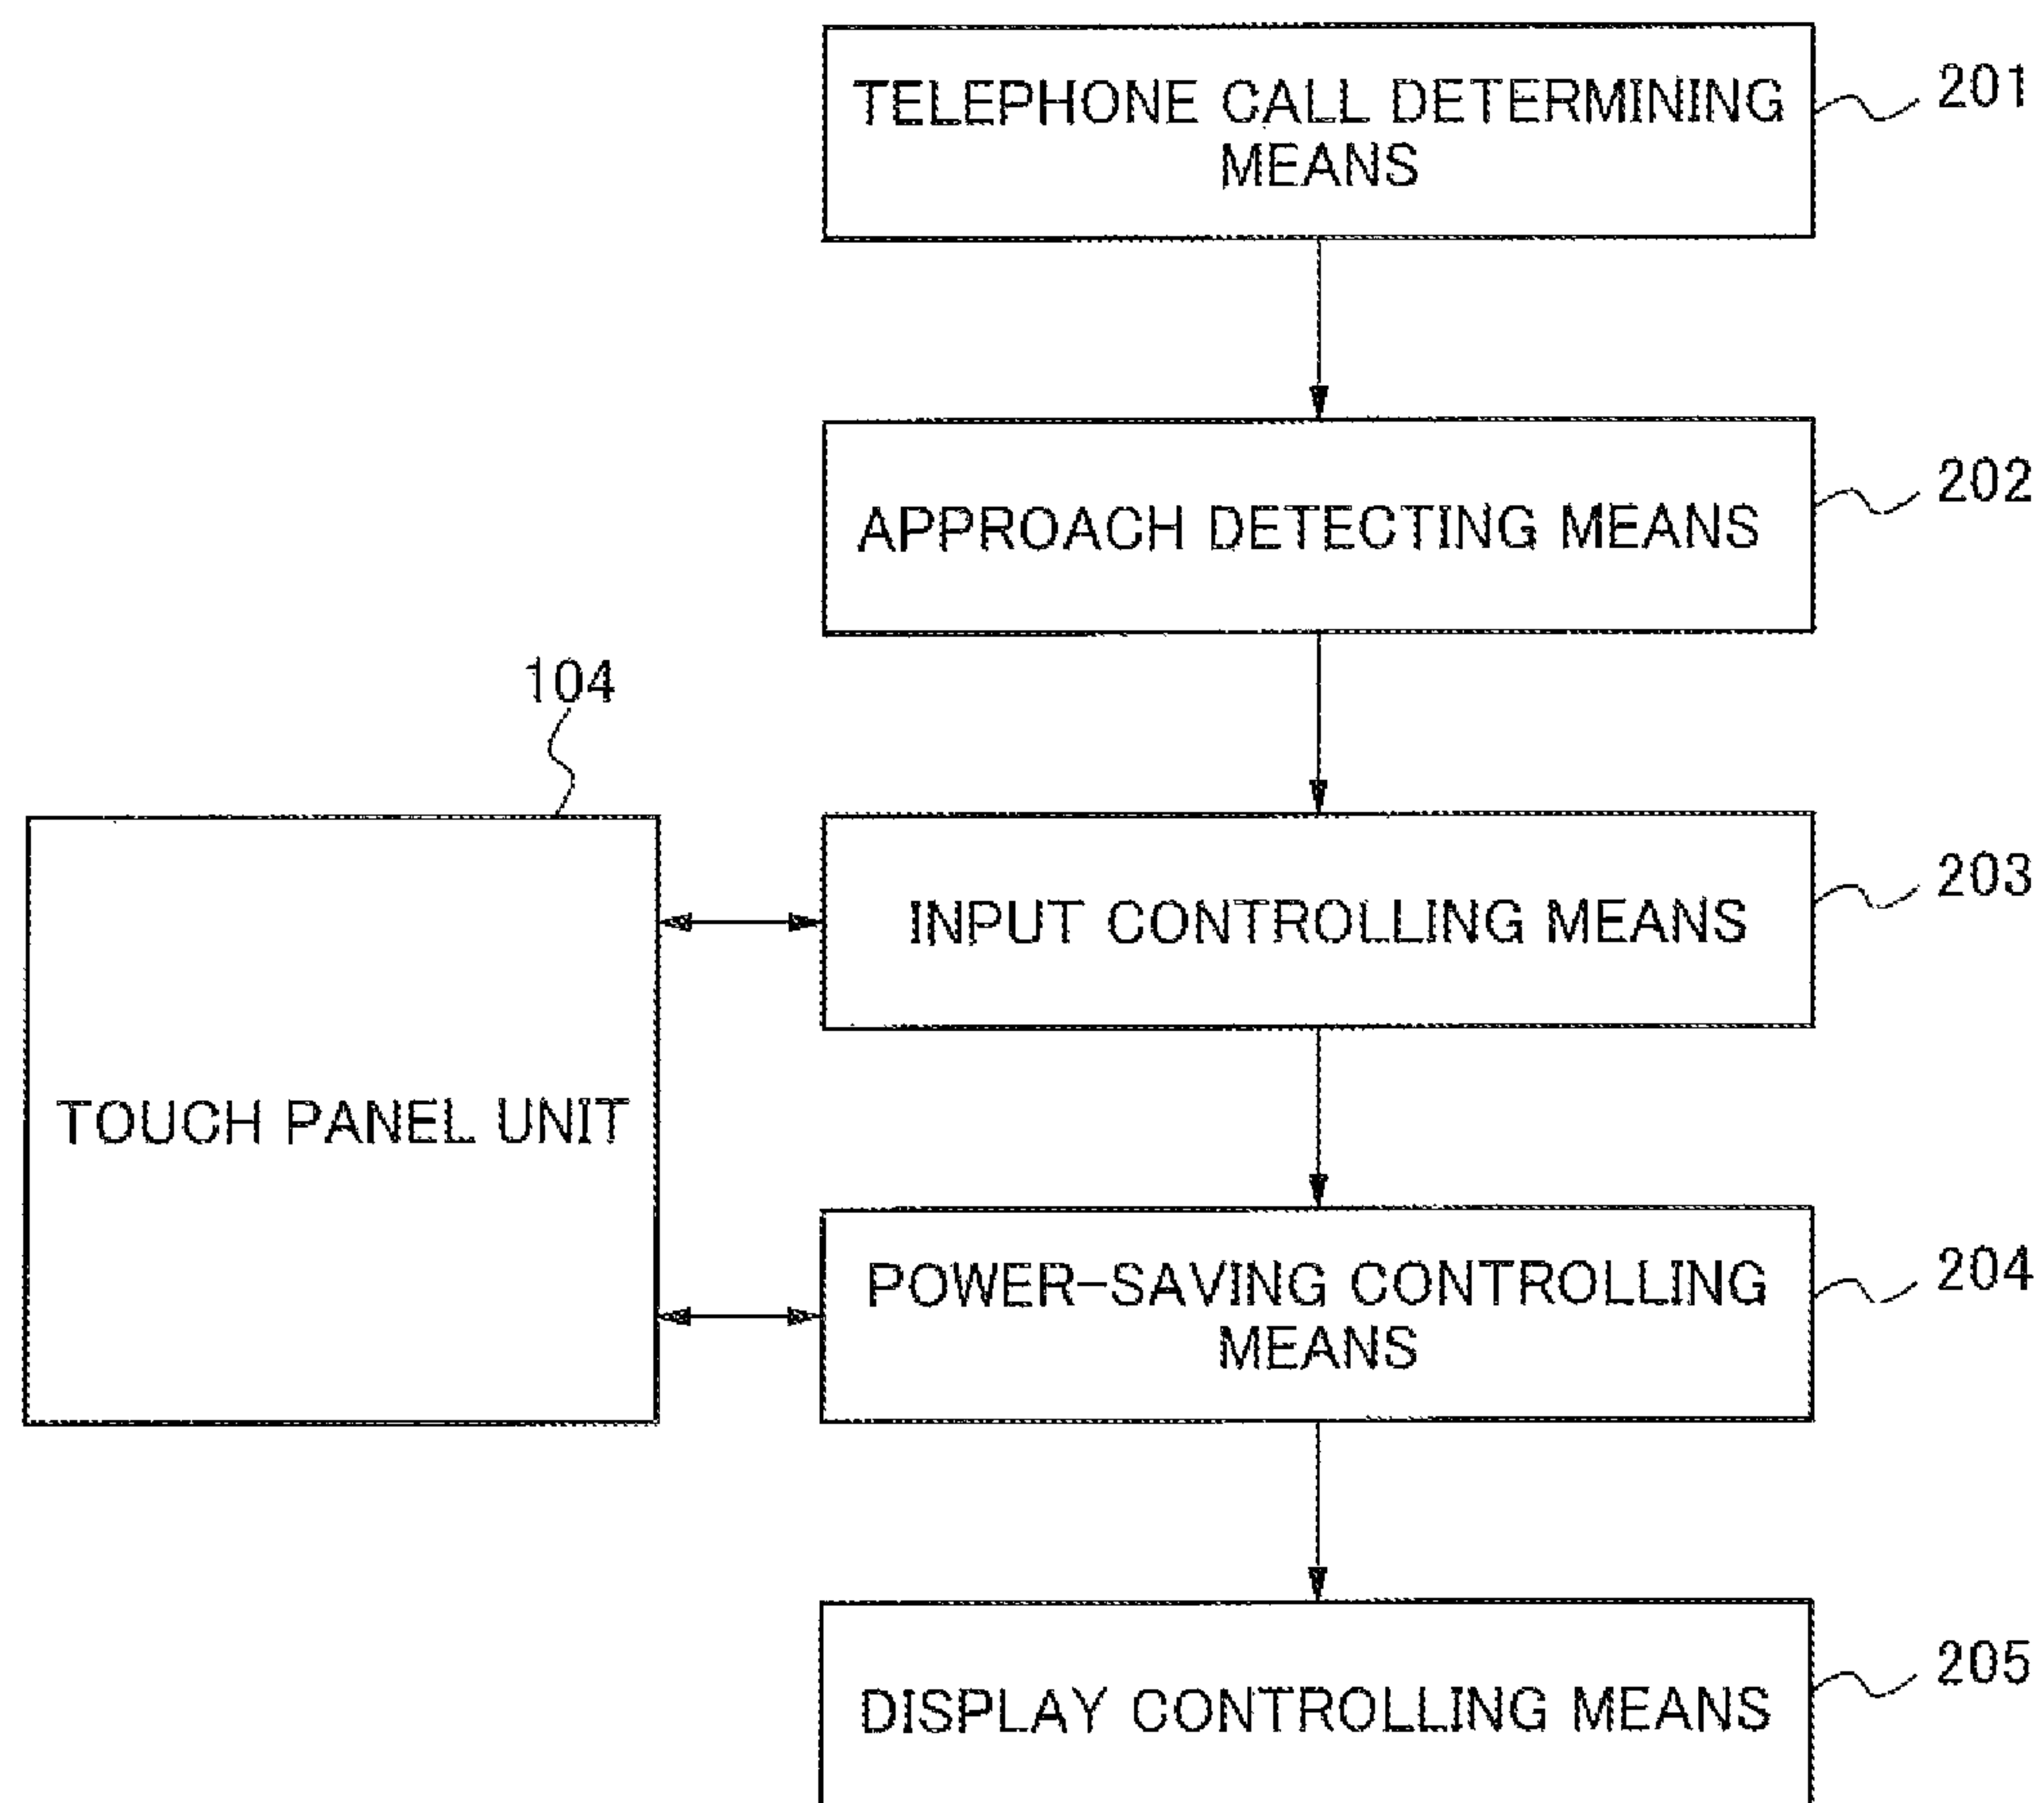 TELEPHONE CALL DETERMINING
MEANS
201
APPROACH DETECTING MEANS
202
104
INPUT CONTROLLING MEANS
203
TOUCH PANEL UNIT
POWER-SAVING CONTROLLING
MEANS
204
DISPLAY CONTROLLING MEANS
205